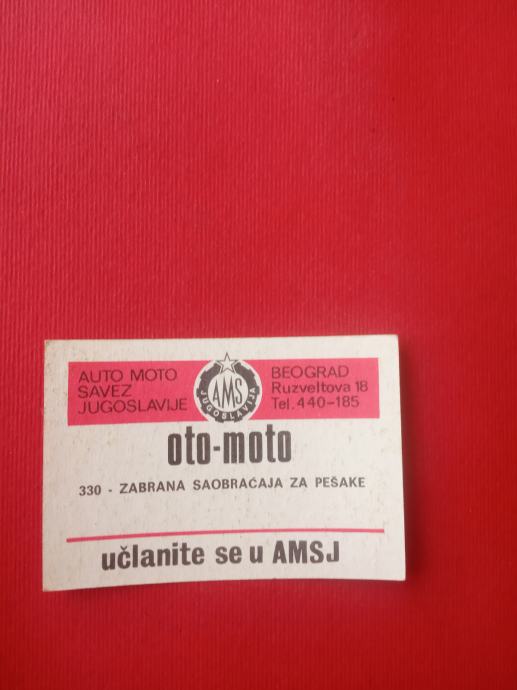 AUTO MOTO
SAVEZ
JUGOSLAVIJE
AMS
JUGOSLAVIJA
BEOGRAD
Ruzveltova 18
Tel. 440-185
oto-moto
330 - ZABRANA SAOBRAĆAJA ZA PEŠAKE
učlanite se u AMSJ